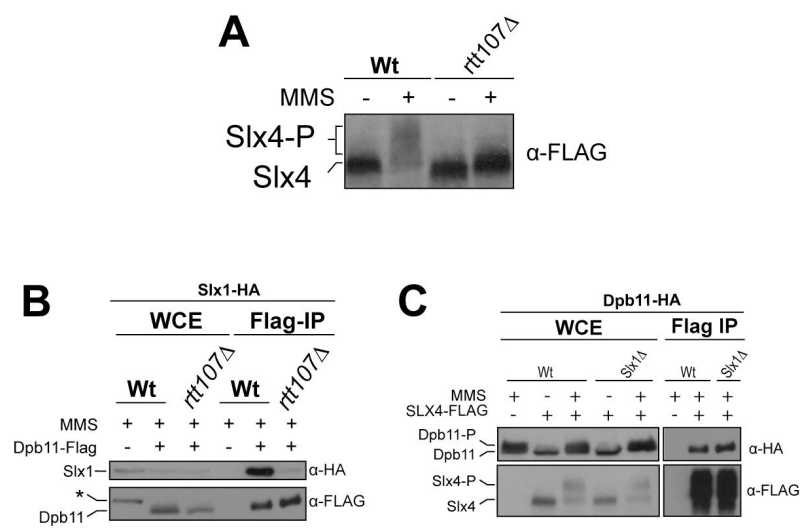 A
Wt rtt107Δ
MMS - + - +
Slx4-P
Slx4
α-FLAG
B
Slx1-HA
WCE Flag-IP
Wt rtt107Δ Wt rtt107Δ
MMS + + + + + +
Dpb11-Flag - + + - + +
Slx1 α-HA
* α-FLAG
Dpb11
C
Dpb11-HA
WCE Flag IP
Wt Slx1Δ Wt Slx1Δ
MMS + - + - + + + +
SLX4-FLAG - + + + + - + +
Dpb11-P
Dpb11 α-HA
Slx4-P
Slx4 α-FLAG